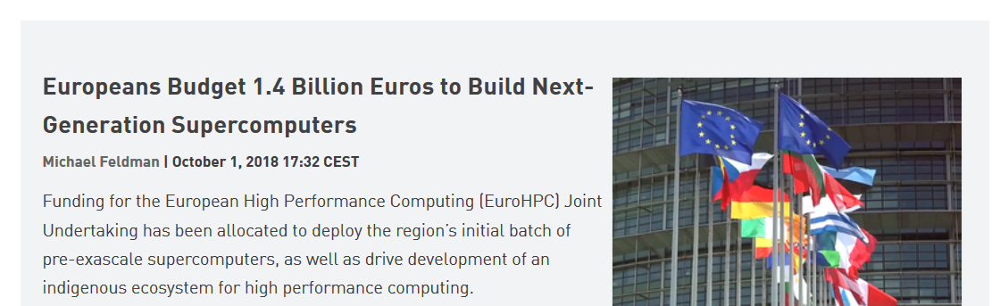 Europeans Budget 1.4 Billion Euros to Build Next-
Generation Supercomputers
Michael Feldman | October 1, 2018 17:32 CEST
Funding for the European High Performance Computing (EuroHPC) Joint
Undertaking has been allocated to deploy the region’s initial batch of
pre-exascale supercomputers, as well as drive development of an
indigenous ecosystem for high performance computing.